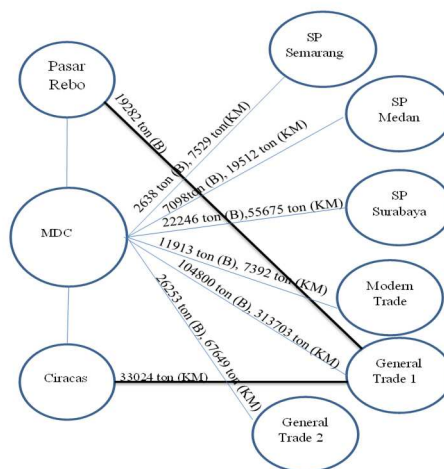 SP
Semarang
Pasar
Rebo
SP
Medan
19282 ton (B)
2638 ton (B), 7529 ton(KM)
7098ton (B), 19512 ton (KM)
SP
Surabaya
22246 ton (B),55675 ton (KM)
MDC
11913 ton (B), 7392 ton (KM)
Modern
Trade
104800 ton (B), 313703 ton (KM)
26253 ton (B), 67649 ton (KM)
General
Trade 1
Ciracas
33024 ton (KM)
General
Trade 2